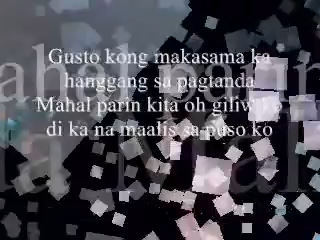 Gusto kong makasama ka
hanggang sa pagtanda
Mahal parin kita oh giliw ko
di ka na maalis sa puso ko